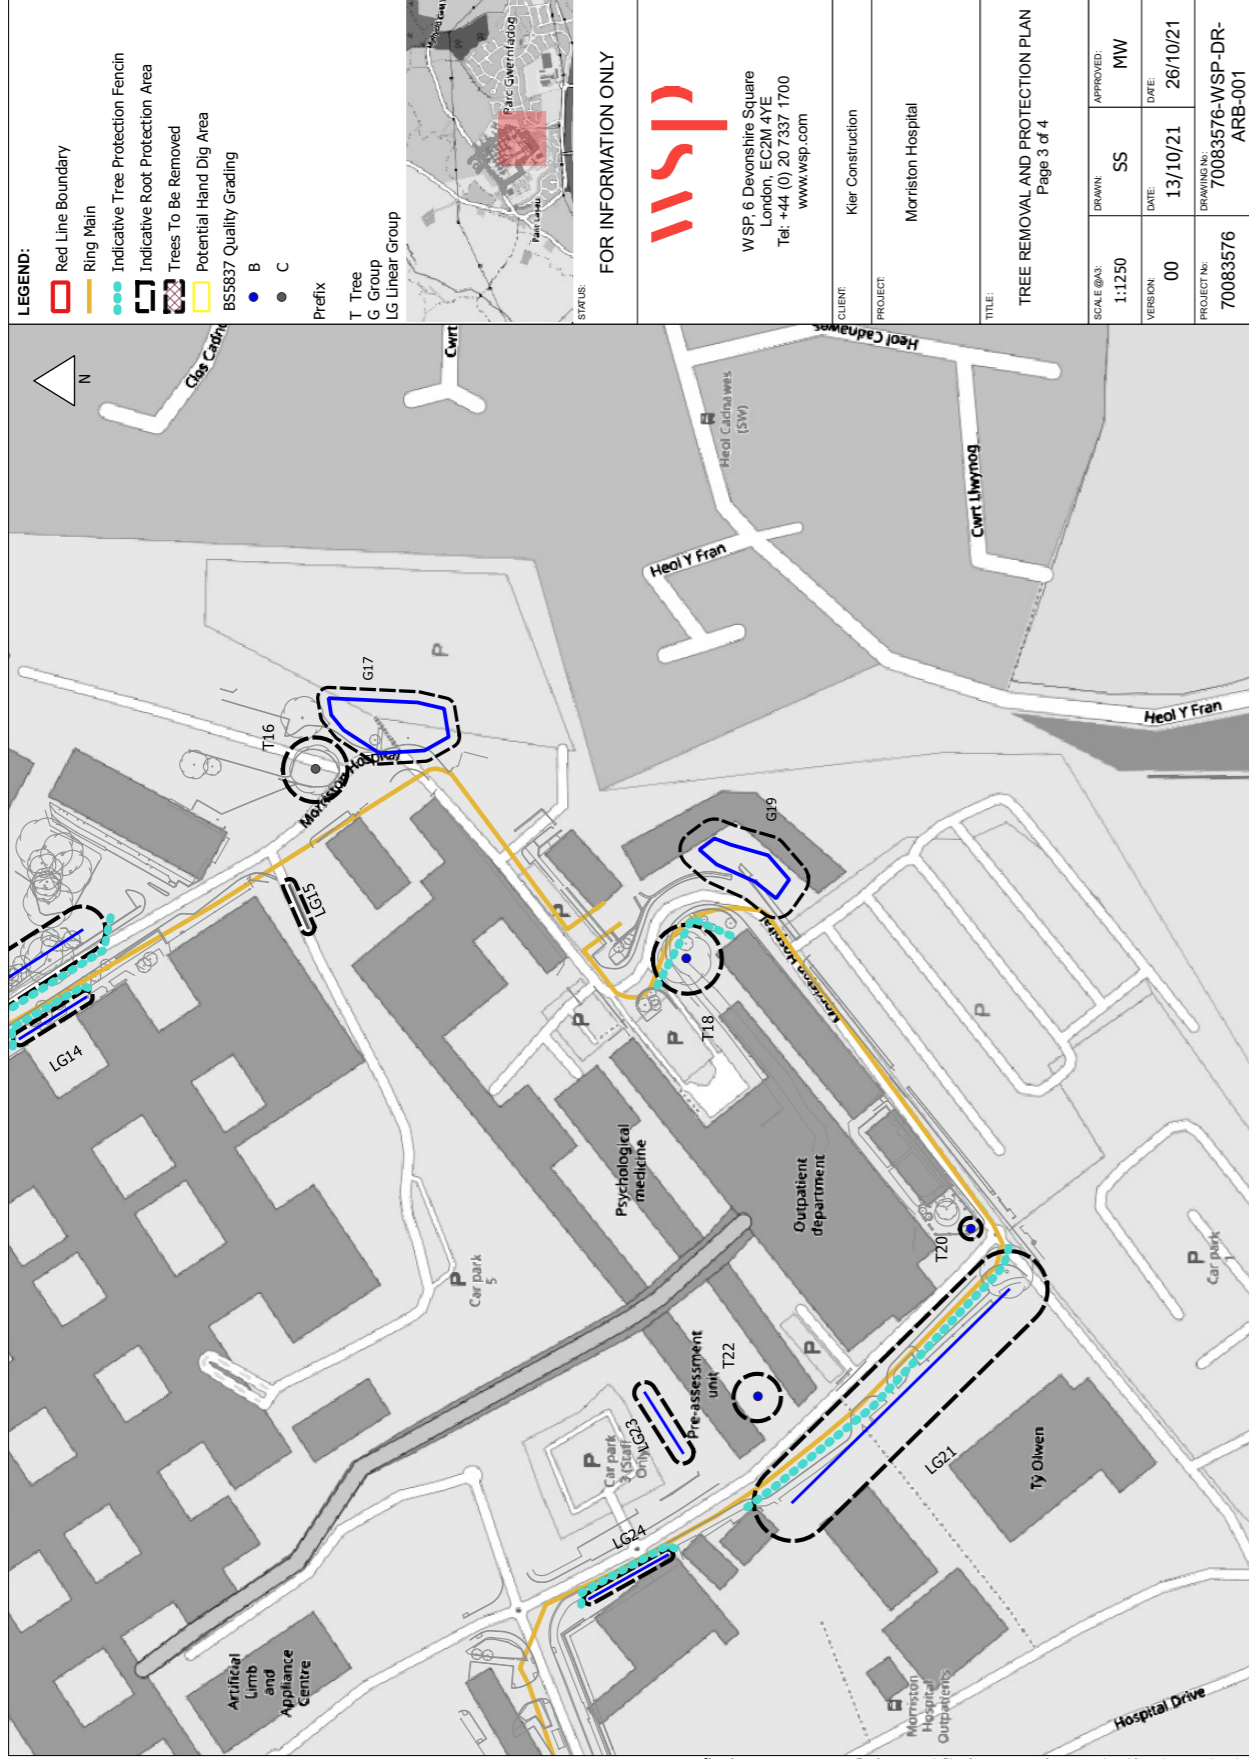 LEGEND:
Red Line Boundary
Ring Main
Indicative Tree Protection Fencin
Indicative Root Protection Area
Trees To Be Removed
Potential Hand Dig Area
BS5837 Quality Grading
B
C
Prefix
T Tree
G Group
LG Linear Group
Parc Gwernfadog
STATUS:
FOR INFORMATION ONLY
wsp
WSP, 6 Devonshire Square
London, EC2M 4YE
Tel: +44 (0) 20 7337 1700
www.wsp.com
CLIENT:
Kier Construction
PROJECT:
Morriston Hospital
TITLE:
TREE REMOVAL AND PROTECTION PLAN
Page 3 of 4
SCALE @A3:
1:1250
DRAWN:
SS
APPROVED:
MW
VERSION:
00
DATE:
13/10/21
DATE:
26/10/21
PROJECT No:
70083576
DRAWING No:
70083576-WSP-DR-
ARB-001
N
Clos Cadno
Cwrt
Heol Cadnawes
Heol Cadnawes
(SW)
Cwrt Llwynog
Heol Y Fran
Heol Y Fran
P
G17
T16
Morriston Hospital
LG15
LG14
G19
P
P
P
T18
Morriston Hospital
Morriston Hospital
P
Psychological
medicine
Outpatient
department
P
Car park
5
T20
P
Car park
1
P
Pre-assessment
unit
T22
LG23
P
Car park
3 (Staff
Only)
LG21
Tŷ Olwen
LG24
Artificial
Limb
and
Appliance
Centre
Morriston
Hospital
Outpatients
Hospital Drive